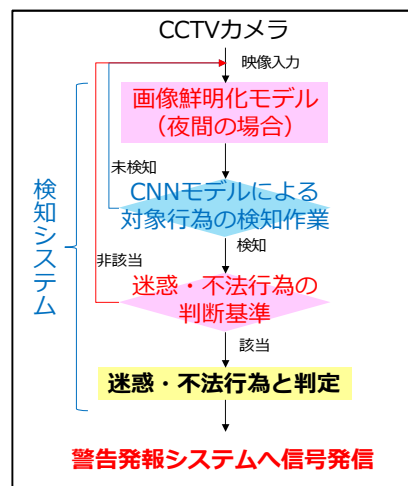 CCTVカメラ
映像入力
画像鮮明化モデル
（夜間の場合）
未検知
CNNモデルによる
対象行為の検知作業
検知
検知システム
非該当
迷惑・不法行為の
判断基準
該当
迷惑・不法行為と判定
警告発報システムへ信号発信